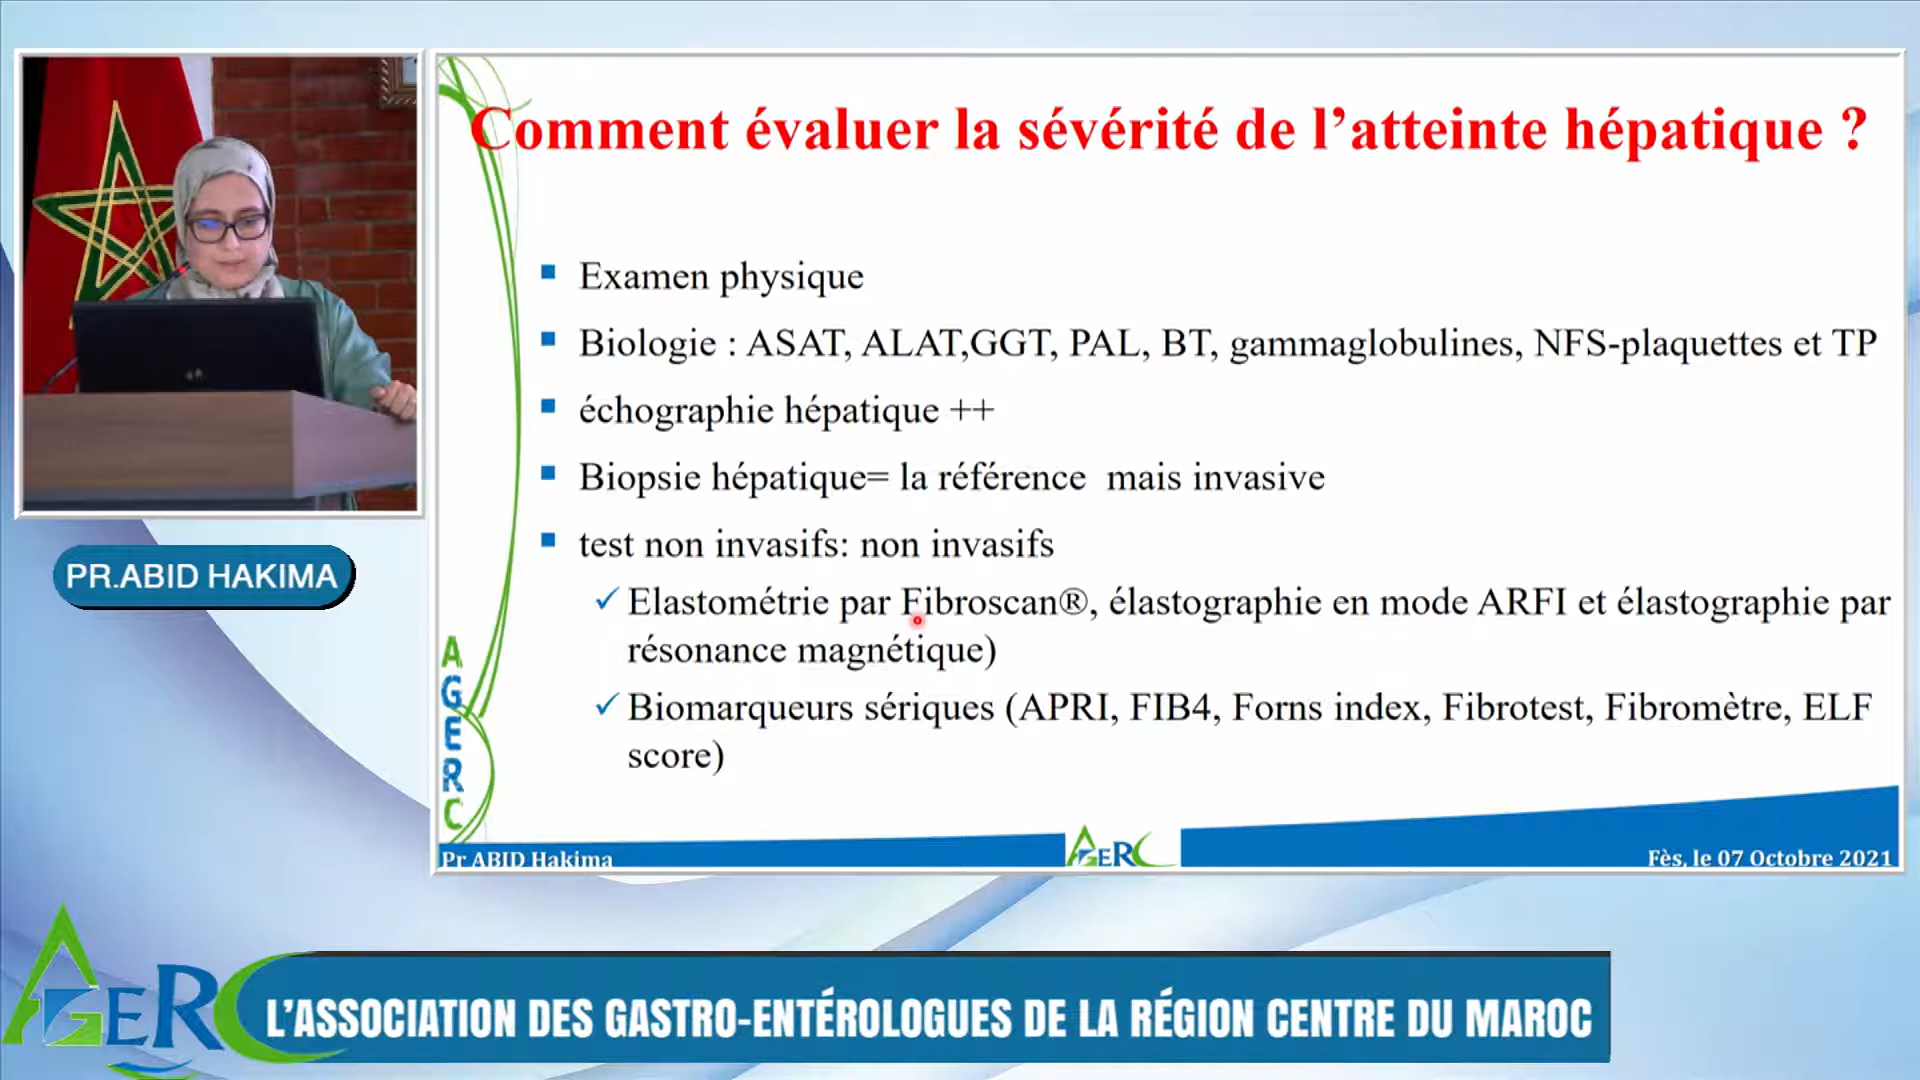 Comment évaluer la sévérité de l’atteinte hépatique ?
▪ Examen physique
▪ Biologie : ASAT, ALAT,GGT, PAL, BT, gammaglobulines, NFS-plaquettes et TP
▪ échographie hépatique ++
▪ Biopsie hépatique= la référence mais invasive
▪ test non invasifs: non invasifs
✓ Elastométrie par Fibroscan®, élastographie en mode ARFI et élastographie par
résonance magnétique)
✓ Biomarqueurs sériques (APRI, FIB4, Forns index, Fibrotest, Fibromètre, ELF
score)
AGERC
Pr ABID Hakima
AGERC
Fès, le 07 Octobre 2021
PR.ABID HAKIMA
AGERC
L’ASSOCIATION DES GASTRO-ENTÉROLOGUES DE LA RÉGION CENTRE DU MAROC